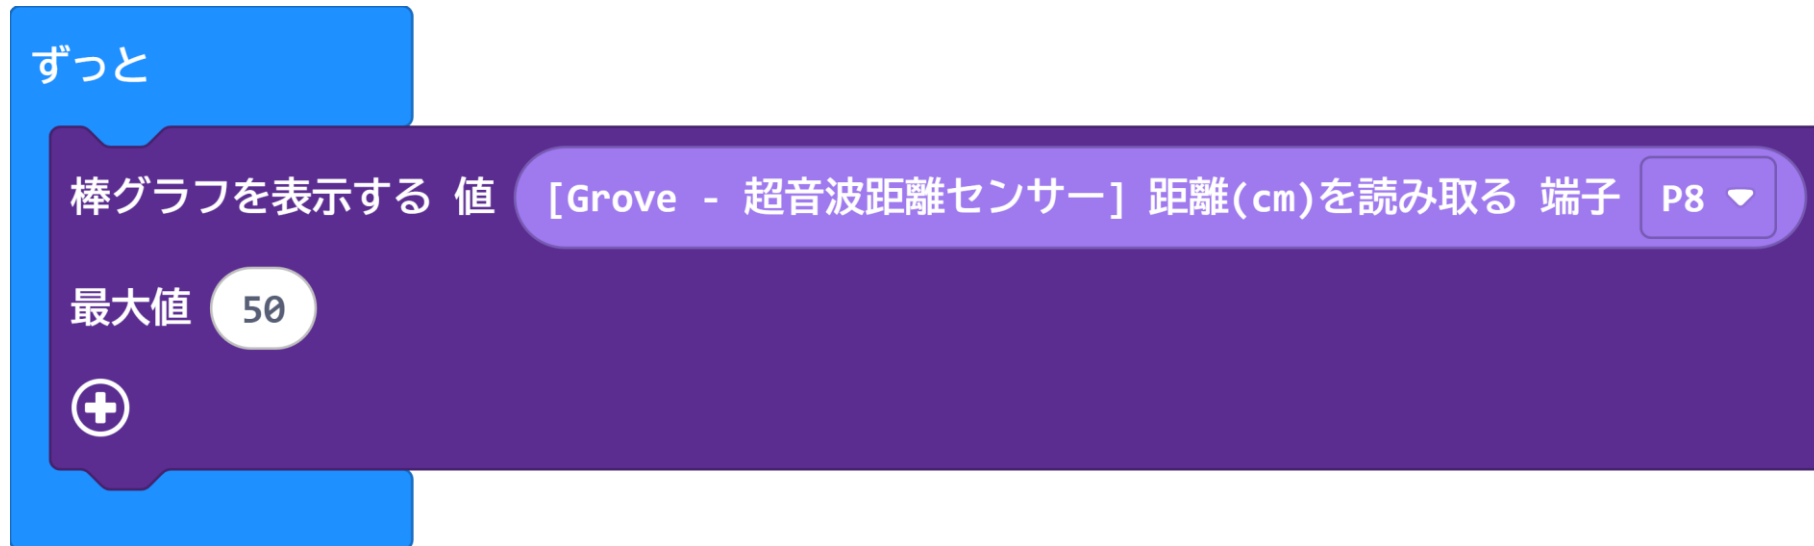 ずっと
棒グラフを表示する 値 [Grove - 超音波距離センサー] 距離(cm)を読み取る 端子 P8
最大値 50